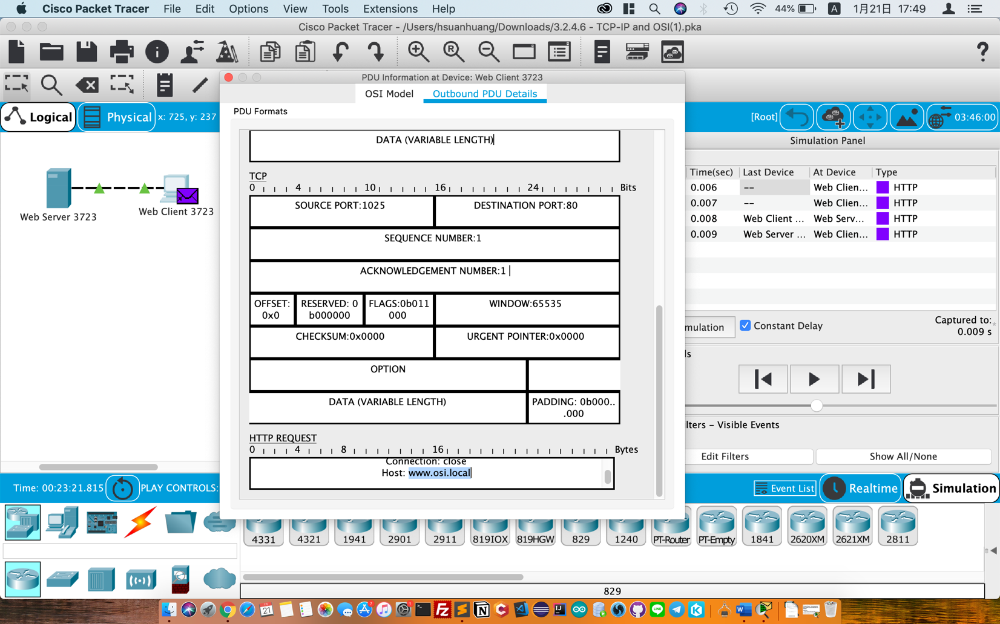 Cisco Packet Tracer File Edit Options View Tools Extensions Window Help 44% A 1月21日 17:49
Cisco Packet Tracer - /Users/hsuanhuang/Downloads/3.2.4.6 - TCP-IP and OSI(1).pka
PDU Information at Device: Web Client 3723
OSI Model Outbound PDU Details
PDU Formats
Logical Physical x: 725, y: 237
[Root] 03:46:00
Simulation Panel
DATA (VARIABLE LENGTH)
TCP
0 4 10 16 24 Bits
SOURCE PORT:1025 DESTINATION PORT:80
SEQUENCE NUMBER:1
ACKNOWLEDGEMENT NUMBER:1
OFFSET: RESERVED: 0 FLAGS:0b011 WINDOW:65535
0x0 b000000 000
CHECKSUM:0x0000 URGENT POINTER:0x0000
OPTION
DATA (VARIABLE LENGTH) PADDING: 0b000..
.000
HTTP REQUEST
0 4 8 16 Bytes
Connection: close
Host: www.osi.local
Web Server 3723
Web Client 3723
Time(sec) Last Device At Device Type
0.006 -- Web Clien... HTTP
0.007 -- Web Clien... HTTP
0.008 Web Client ... Web Serv... HTTP
0.009 Web Server ... Web Clien... HTTP
mulation Constant Delay Captured to:
0.009 s
ls
lters - Visible Events
Edit Filters Show All/None
Time: 00:23:21.815 PLAY CONTROLS:
Event List Realtime Simulation
4331 4321 1941 2901 2911 819IOX 819HGW 829 1240 PT-Router PT-Empty 1841 2620XM 2621XM 2811
829